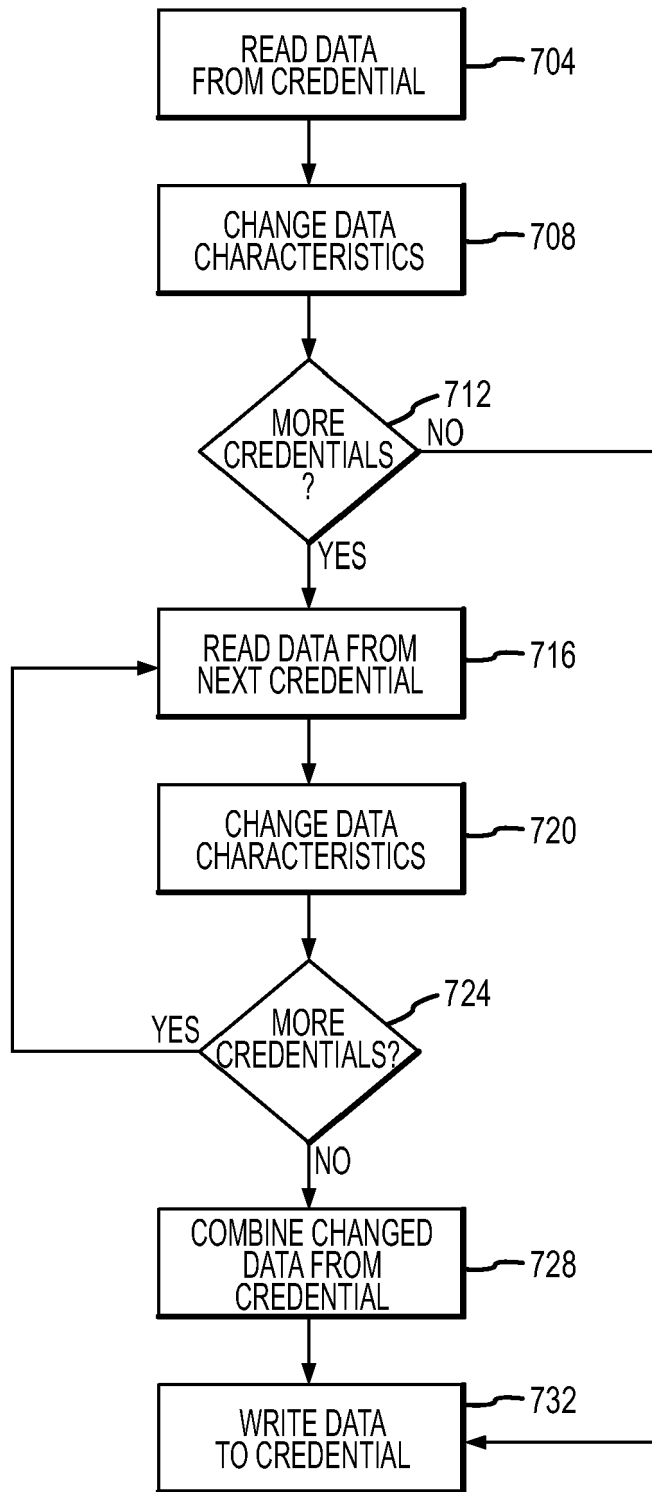 READ DATA
FROM CREDENTIAL
704
CHANGE DATA
CHARACTERISTICS
708
712
MORE
CREDENTIALS
?
NO
YES
READ DATA FROM
NEXT CREDENTIAL
716
CHANGE DATA
CHARACTERISTICS
720
724
YES
MORE
CREDENTIALS?
NO
COMBINE CHANGED
DATA FROM
CREDENTIAL
728
732
WRITE DATA
TO CREDENTIAL